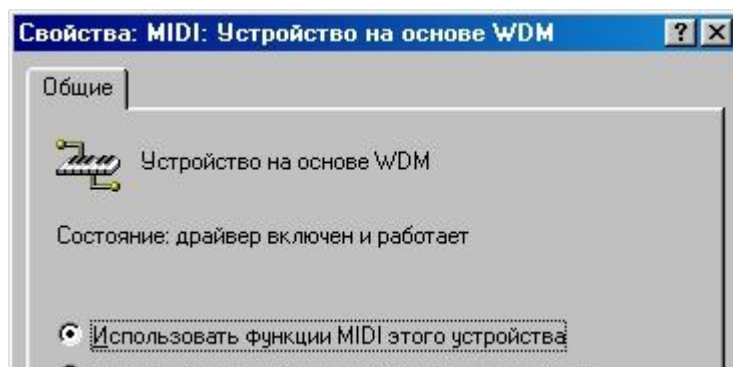 Свойства: MIDI: Устройство на основе WDM
Общие
Устройство на основе WDM
Состояние: драйвер включен и работает
Использовать функции MIDI этого устройства